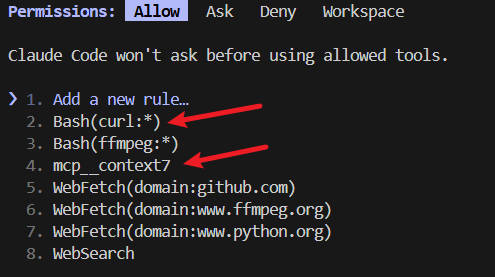 Permissions: Allow Ask Deny Workspace
Claude Code won't ask before using allowed tools.
❯ 1. Add a new rule…
2. Bash(curl:*)
3. Bash(ffmpeg:*)
4. mcp__context7
5. WebFetch(domain:github.com)
6. WebFetch(domain:www.ffmpeg.org)
7. WebFetch(domain:www.python.org)
8. WebSearch